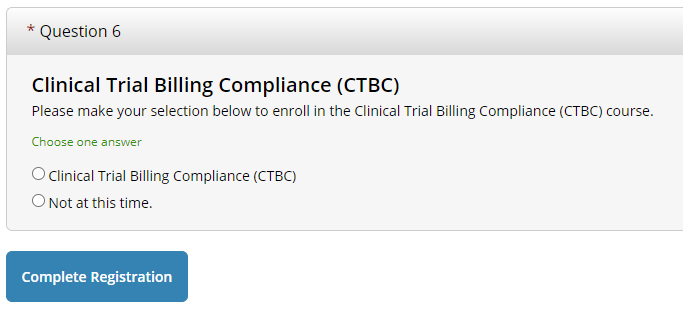 * Question 6
Clinical Trial Billing Compliance (CTBC)
Please make your selection below to enroll in the Clinical Trial Billing Compliance (CTBC) course.
Choose one answer
Clinical Trial Billing Compliance (CTBC)
Not at this time.
Complete Registration